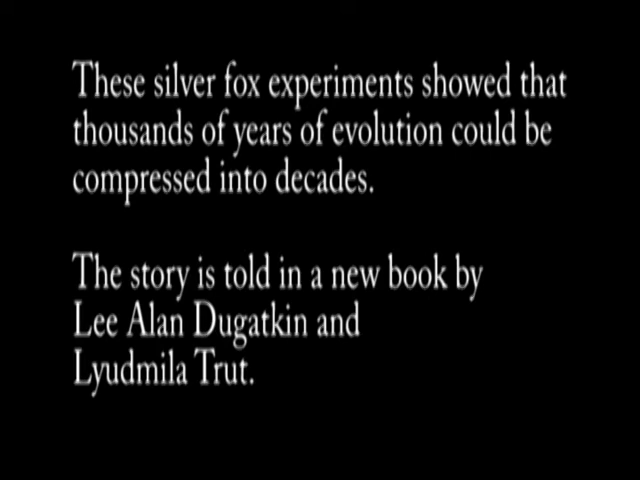 These silver fox experiments showed that
thousands of years of evolution could be
compressed into decades.
The story is told in a new book by
Lee Alan Dugatkin and
Lyudmila Trut.